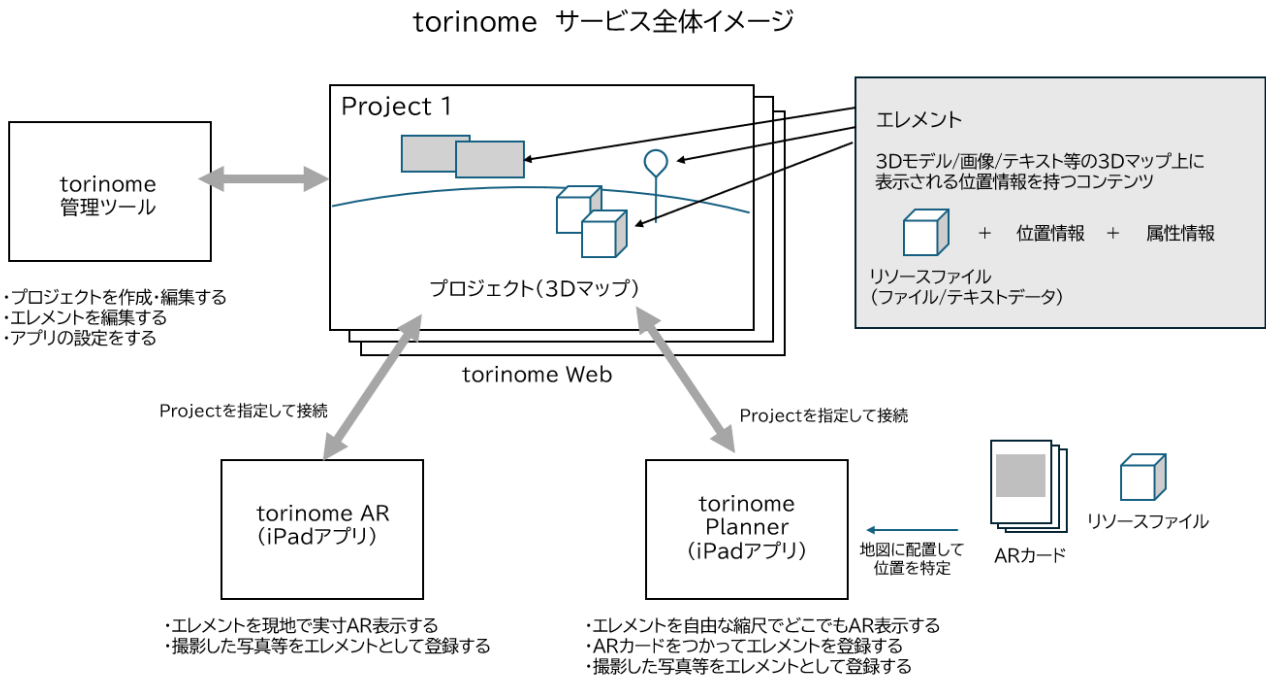 torinome サービス全体イメージ
Project 1
torinome
管理ツール
・プロジェクトを作成・編集する
・エレメントを編集する
・アプリの設定をする
プロジェクト(3Dマップ)
torinome Web
エレメント
3Dモデル/画像/テキスト等の3Dマップ上に
表示される位置情報を持つコンテンツ
+ 位置情報 + 属性情報
リソースファイル
(ファイル/テキストデータ)
Projectを指定して接続
Projectを指定して接続
torinome AR
(iPadアプリ)
・エレメントを現地で実寸AR表示する
・撮影した写真等をエレメントとして登録する
torinome
Planner
(iPadアプリ)
・エレメントを自由な縮尺でどこでもAR表示する
・ARカードをつかってエレメントを登録する
・撮影した写真等をエレメントとして登録する
地図に配置して
位置を特定
ARカード
リソースファイル